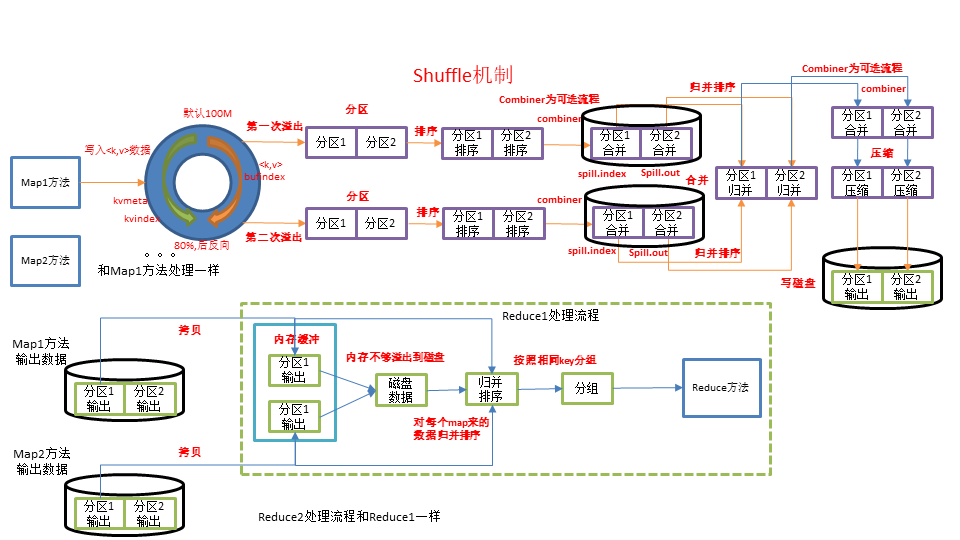 Shuffle机制
Combiner为可选流程
归并排序
combiner
默认100M
分区
Combiner为可选流程
第一次溢出
排序
combiner
分区1
合并
分区2
合并
分区1
分区2
分区1
排序
分区2
排序
分区1
合并
分区2
合并
写入<k,v>数据
压缩
<k,v>
bufindex
spill.index
Spill.out
Map1方法
合并
分区1
归并
分区2
归并
分区1
压缩
分区2
压缩
kvmeta
kvindex
分区
排序
combiner
分区1
分区2
分区1
排序
分区2
排序
分区1
合并
分区2
合并
第二次溢出
80%,后反向
spill.index
Spill.out
归并排序
Map2方法
。。。
和Map1方法处理一样
写磁盘
分区1
输出
分区2
输出
Reduce1处理流程
拷贝
内存缓冲
Map1方法
输出数据
内存不够溢出到磁盘
按照相同key分组
分区1
输出
磁盘
数据
归并
排序
分组
Reduce方法
分区1
输出
分区2
输出
分区1
输出
对每个map来的
数据归并排序
Map2方法
输出数据
拷贝
分区1
输出
分区2
输出
Reduce2处理流程和Reduce1一样